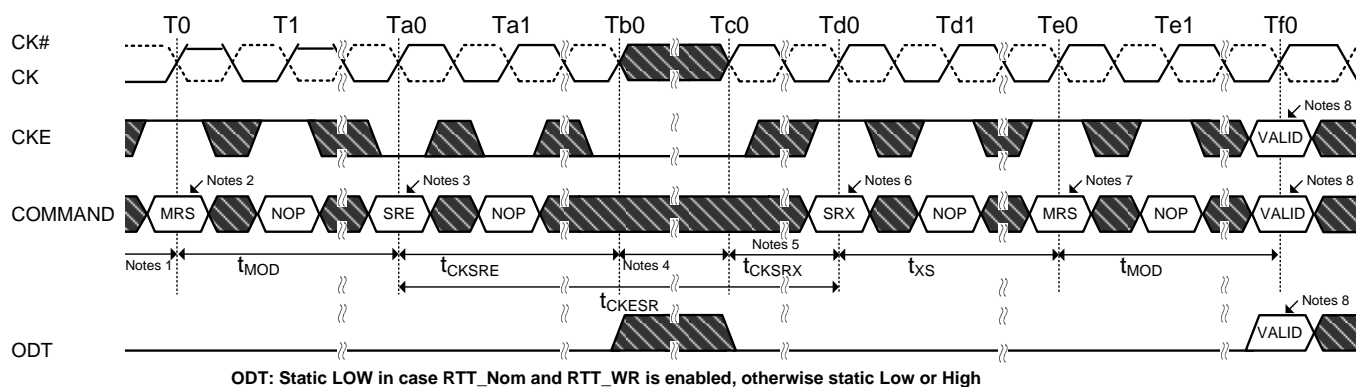 T0 T1 Ta0 Ta1 Tb0 Tc0 Td0 Td1 Te0 Te1 Tf0
CK#
CK
Notes 8
CKE VALID
Notes 2 Notes 3 Notes 6 Notes 7 Notes 8
COMMAND MRS NOP SRE NOP SRX NOP MRS NOP VALID
Notes 1 tMOD tCKSRE Notes 4 Notes 5 tCKSRX tXS tMOD
tCKESR
Notes 8
ODT VALID
ODT: Static LOW in case RTT_Nom and RTT_WR is enabled, otherwise static Low or High